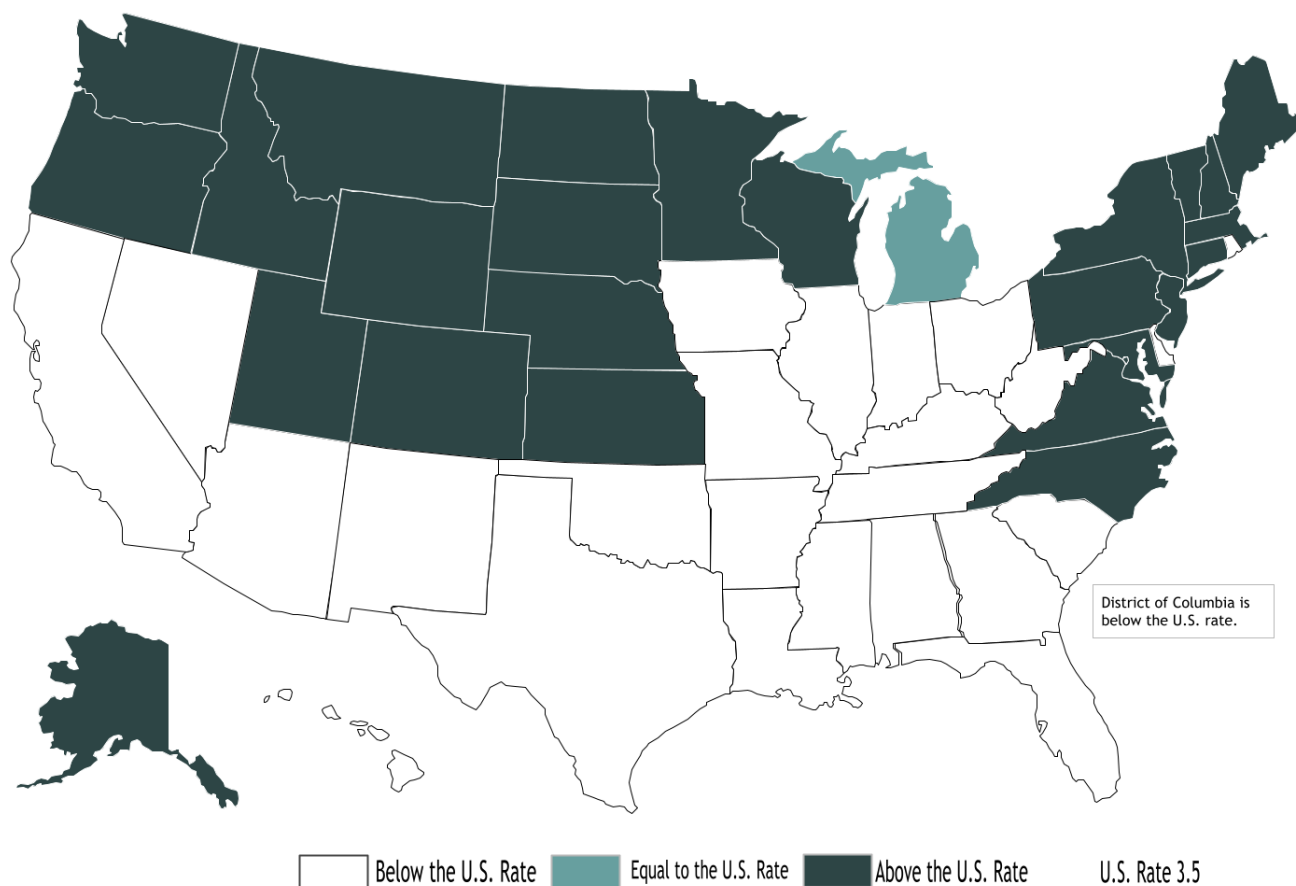 District of Columbia is
below the U.S. rate.
Below the U.S. Rate
Equal to the U.S. Rate
Above the U.S. Rate
U.S. Rate 3.5